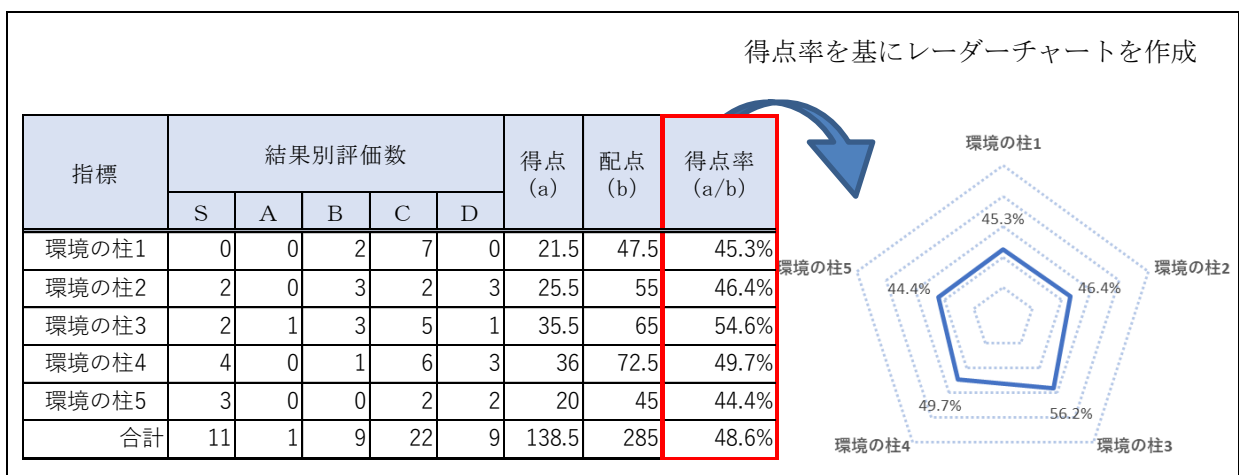 得点率を基にレーダーチャートを作成
指標 結果別評価数 得点 配点 得点率
(a) (b) (a/b)
S A B C D
環境の柱1 0 0 2 7 0 21.5 47.5 45.3%
環境の柱2 2 0 3 2 3 25.5 55 46.4%
環境の柱3 2 1 3 5 1 35.5 65 54.6%
環境の柱4 4 0 1 6 3 36 72.5 49.7%
環境の柱5 3 0 0 2 2 20 45 44.4%
合計 11 1 9 22 9 138.5 285 48.6%
環境の柱1
45.3%
環境の柱5 環境の柱2
44.4% 46.4%
49.7% 56.2%
環境の柱4 環境の柱3